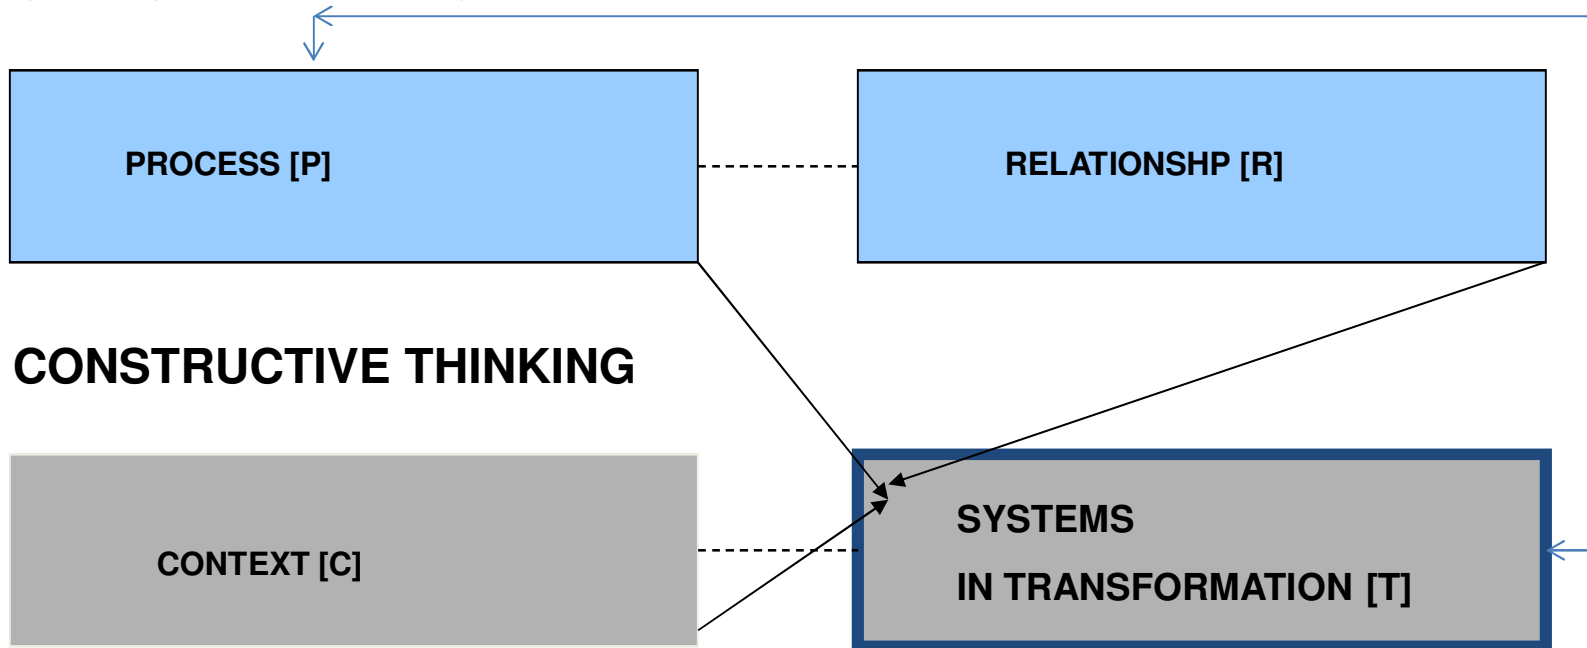 PROCESS [P]
RELATIONSHP [R]
CONSTRUCTIVE THINKING
CONTEXT [C]
SYSTEMS
IN TRANSFORMATION [T]